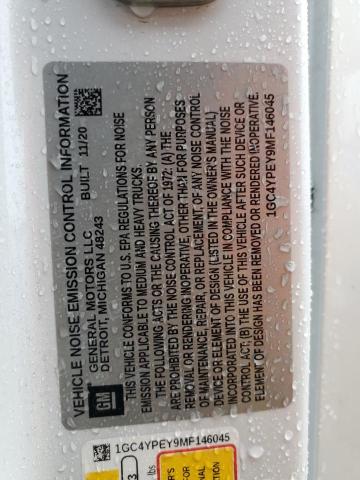 VEHICLE NOISE EMISSION CONTROL INFORMATION
GM
GENERAL MOTORS LLC
DETROIT, MICHIGAN 48243
BUILT 11/20
THIS VEHICLE CONFORMS TO U.S. EPA REGULATIONS FOR NOISE
EMISSION APPLICABLE TO MEDIUM AND HEAVY TRUCKS.
THE FOLLOWING ACTS OR THE CAUSING THEREOF BY ANY PERSON
ARE PROHIBITED BY THE NOISE CONTROL ACT OF 1972: (A) THE
REMOVAL OR RENDERING INOPERATIVE, OTHER THAN FOR PURPOSES
OF MAINTENANCE, REPAIR, OR REPLACEMENT, OF ANY NOISE CONTROL
DEVICE OR ELEMENT OF DESIGN (LISTED IN THE OWNER'S MANUAL)
INCORPORATED INTO THIS VEHICLE IN COMPLIANCE WITH THE NOISE
CONTROL ACT; (B) THE USE OF THIS VEHICLE AFTER SUCH DEVICE OR
ELEMENT OF DESIGN HAS BEEN REMOVED OR RENDERED INOPERATIVE.
1GC4YPEY9MF146045
1GC4YPEY9MF146045
3
lbs